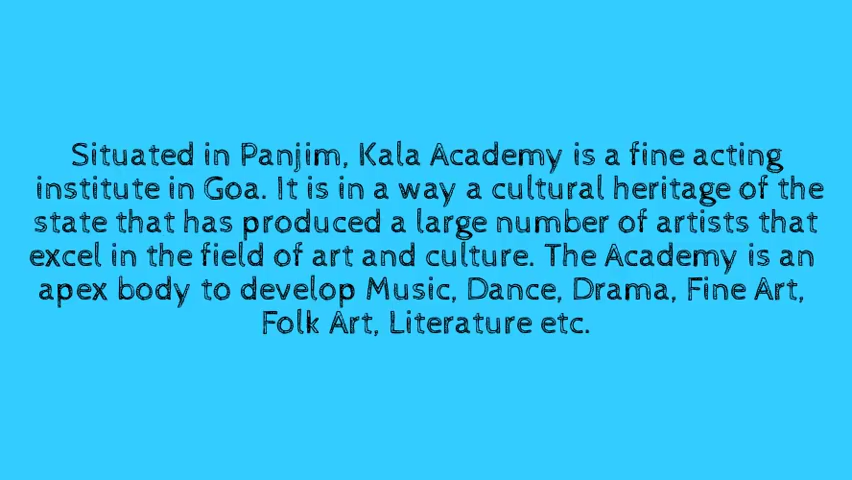 Situated in Panjim, Kala Academy is a fine acting
institute in Goa. It is in a way a cultural heritage of the
state that has produced a large number of artists that
excel in the field of art and culture. The Academy is an
apex body to develop Music, Dance, Drama, Fine Art,
Folk Art, Literature etc.